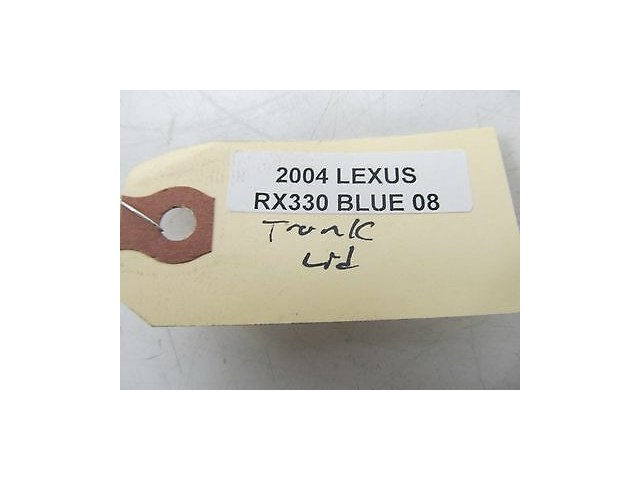 2004 LEXUS
RX330 BLUE 08
Trunk
Lid